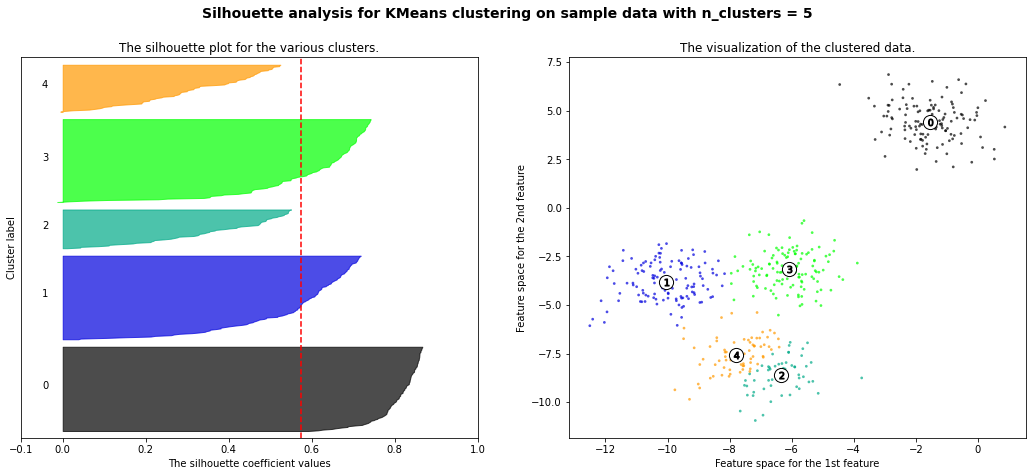 Silhouette analysis for KMeans clustering on sample data with n_clusters = 5
The silhouette plot for the various clusters.
Cluster label
4
3
2
1
0
−0.1 0.0 0.2 0.4 0.6 0.8 1.0
The silhouette coefficient values
The visualization of the clustered data.
Feature space for the 2nd feature
7.5
5.0
2.5
0.0
−2.5
−5.0
−7.5
−10.0
0
1
3
4
2
−12 −10 −8 −6 −4 −2 0
Feature space for the 1st feature